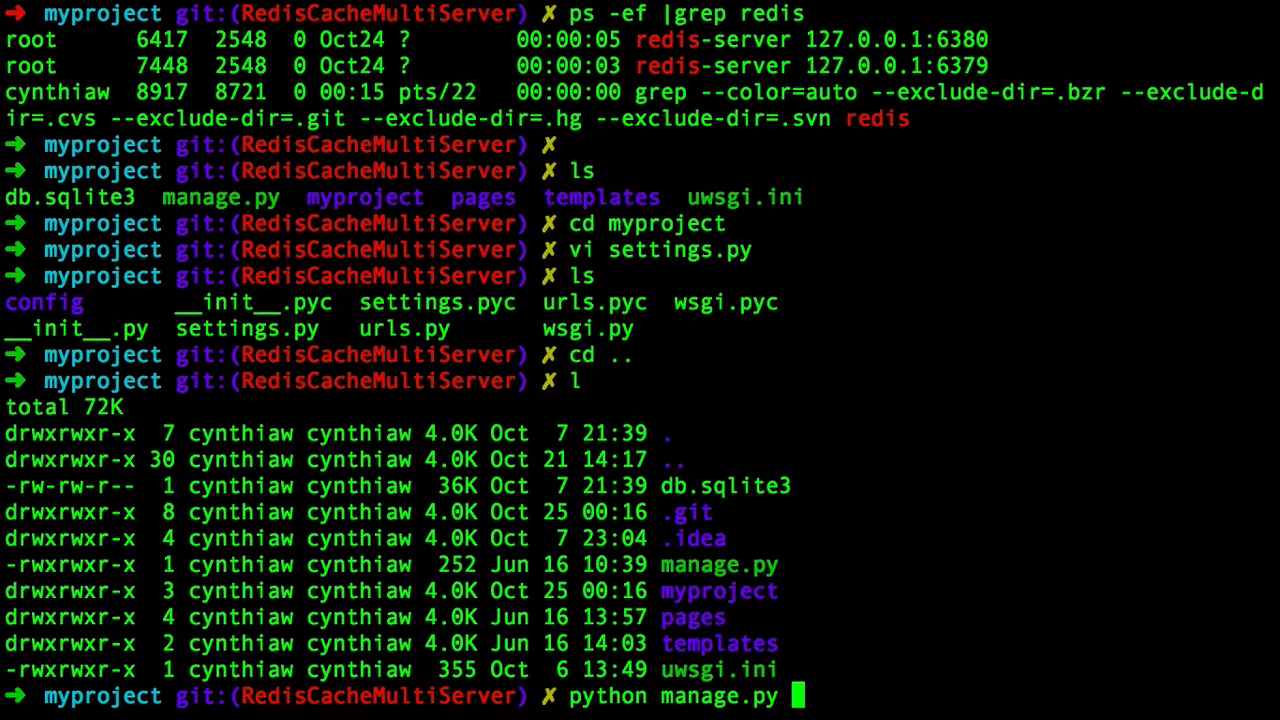 ➜  myproject git:(RedisCacheMultiServer) ✗ ps -ef |grep redis
root      6417  2548  0 Oct24 ?        00:00:05 redis-server 127.0.0.1:6380
root      7448  2548  0 Oct24 ?        00:00:03 redis-server 127.0.0.1:6379
cynthiaw  8917  8721  0 00:15 pts/22   00:00:00 grep --color=auto --exclude-dir=.bzr --exclude-d
ir=.cvs --exclude-dir=.git --exclude-dir=.hg --exclude-dir=.svn redis
➜  myproject git:(RedisCacheMultiServer) ✗
➜  myproject git:(RedisCacheMultiServer) ✗ ls
db.sqlite3  manage.py  myproject  pages  templates  uwsgi.ini
➜  myproject git:(RedisCacheMultiServer) ✗ cd myproject
➜  myproject git:(RedisCacheMultiServer) ✗ vi settings.py
➜  myproject git:(RedisCacheMultiServer) ✗ ls
config       __init__.pyc  settings.pyc  urls.pyc  wsgi.pyc
__init__.py  settings.py   urls.py       wsgi.py
➜  myproject git:(RedisCacheMultiServer) ✗ cd ..
➜  myproject git:(RedisCacheMultiServer) ✗ l
total 72K
drwxrwxr-x  7 cynthiaw cynthiaw 4.0K Oct  7 21:39 .
drwxrwxr-x 30 cynthiaw cynthiaw 4.0K Oct 21 14:17 ..
-rw-rw-r--  1 cynthiaw cynthiaw  36K Oct  7 21:39 db.sqlite3
drwxrwxr-x  8 cynthiaw cynthiaw 4.0K Oct 25 00:16 .git
drwxrwxr-x  4 cynthiaw cynthiaw 4.0K Oct  7 23:04 .idea
-rwxrwxr-x  1 cynthiaw cynthiaw  252 Jun 16 10:39 manage.py
drwxrwxr-x  3 cynthiaw cynthiaw 4.0K Oct 25 00:16 myproject
drwxrwxr-x  4 cynthiaw cynthiaw 4.0K Jun 16 13:57 pages
drwxrwxr-x  2 cynthiaw cynthiaw 4.0K Jun 16 14:03 templates
-rwxrwxr-x  1 cynthiaw cynthiaw  355 Oct  6 13:49 uwsgi.ini
➜  myproject git:(RedisCacheMultiServer) ✗ python manage.py